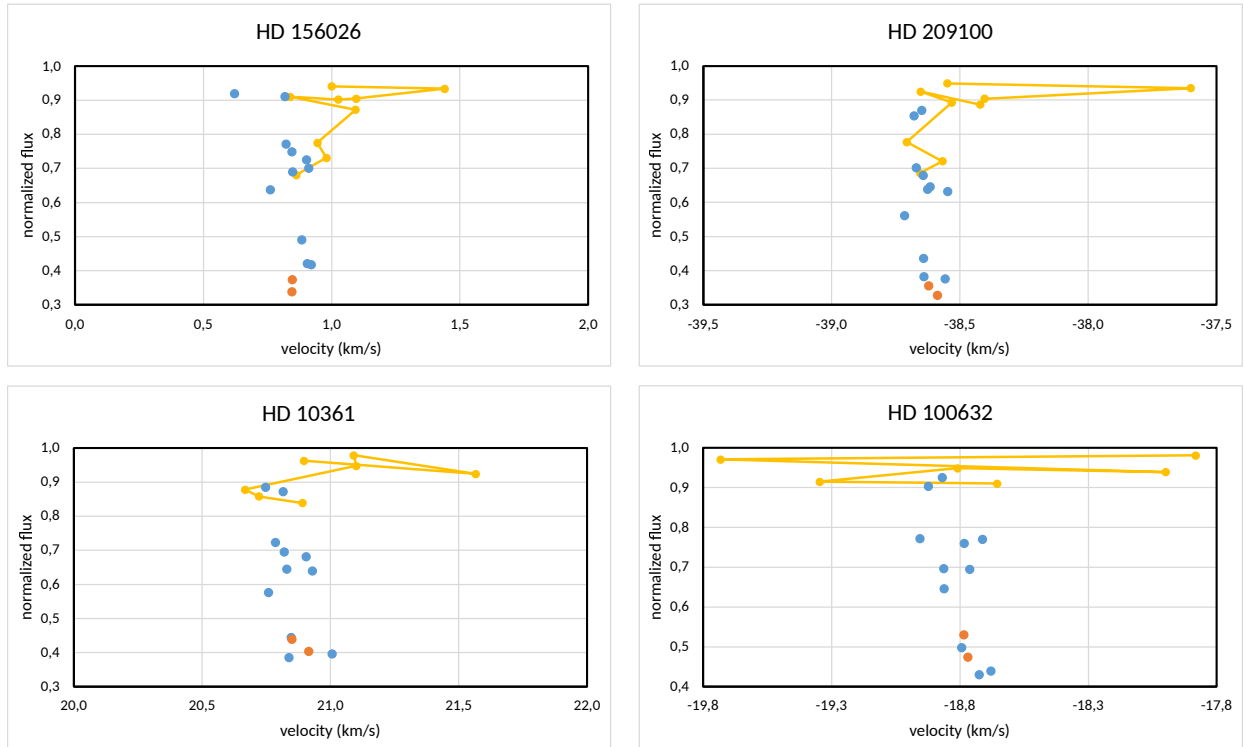 HD 156026
1,0
0,9
0,8
0,7
0,6
0,5
0,4
0,3
normalized flux
0,0 0,5 1,0 1,5 2,0
velocity (km/s)
HD 209100
1,0
0,9
0,8
0,7
0,6
0,5
0,4
0,3
normalized flux
-39,5 -39,0 -38,5 -38,0 -37,5
velocity (km/s)
HD 10361
1,0
0,9
0,8
0,7
0,6
0,5
0,4
0,3
normalized flux
20,0 20,5 21,0 21,5 22,0
velocity (km/s)
HD 100632
1,0
0,9
0,8
0,7
0,6
0,5
0,4
normalized flux
-19,8 -19,3 -18,8 -18,3 -17,8
velocity (km/s)